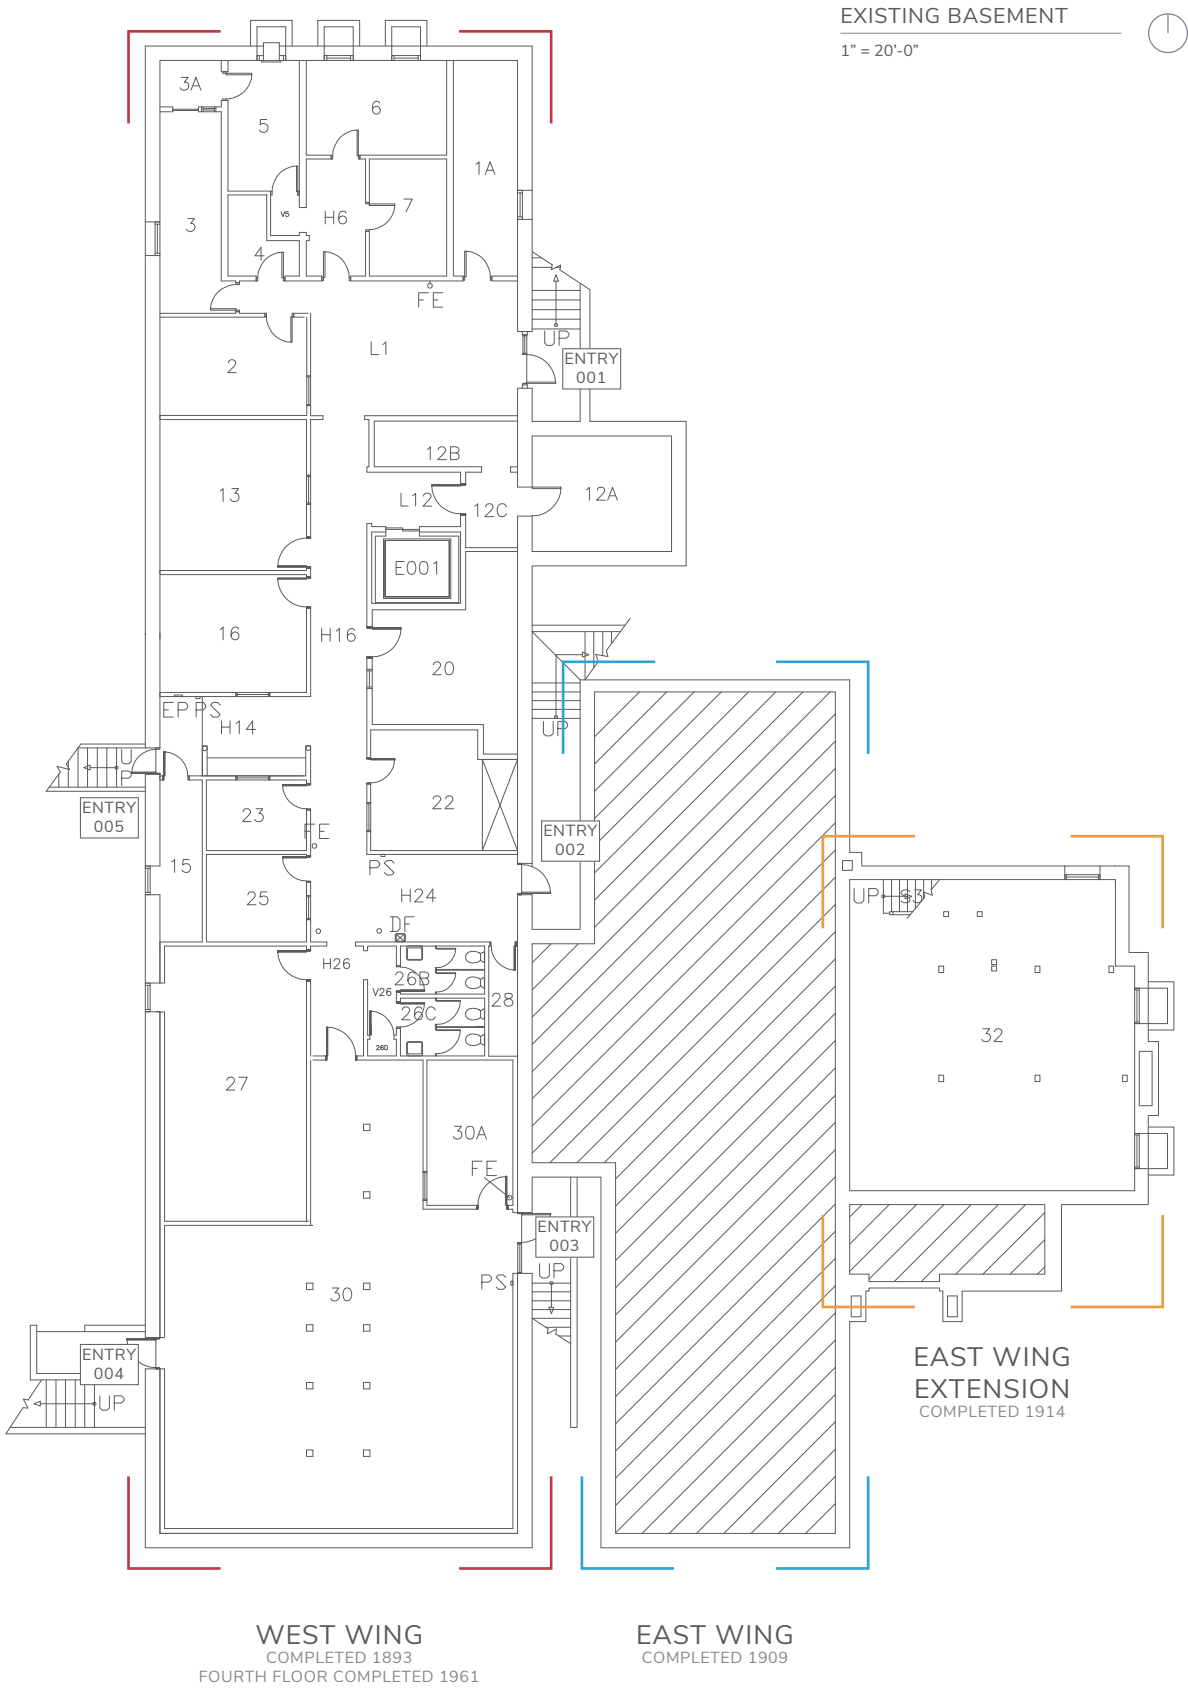 EXISTING BASEMENT
1" = 20'-0"
3A
5
6
1A
3
V5
H6
7
4
FE
UP
L1
2
ENTRY
001
12B
13
L12
12C
12A
E001
16
H16
20
EP PS
H14
UP
UP
ENTRY
005
23
22
FE
ENTRY
002
15
PS
25
H24
UP
S3
DF
H26
26B
V26
28
26C
26D
32
27
30A
FE
ENTRY
003
UP
PS
30
ENTRY
004
UP
EAST WING
EXTENSION
COMPLETED 1914
WEST WING
COMPLETED 1893
FOURTH FLOOR COMPLETED 1961
EAST WING
COMPLETED 1909